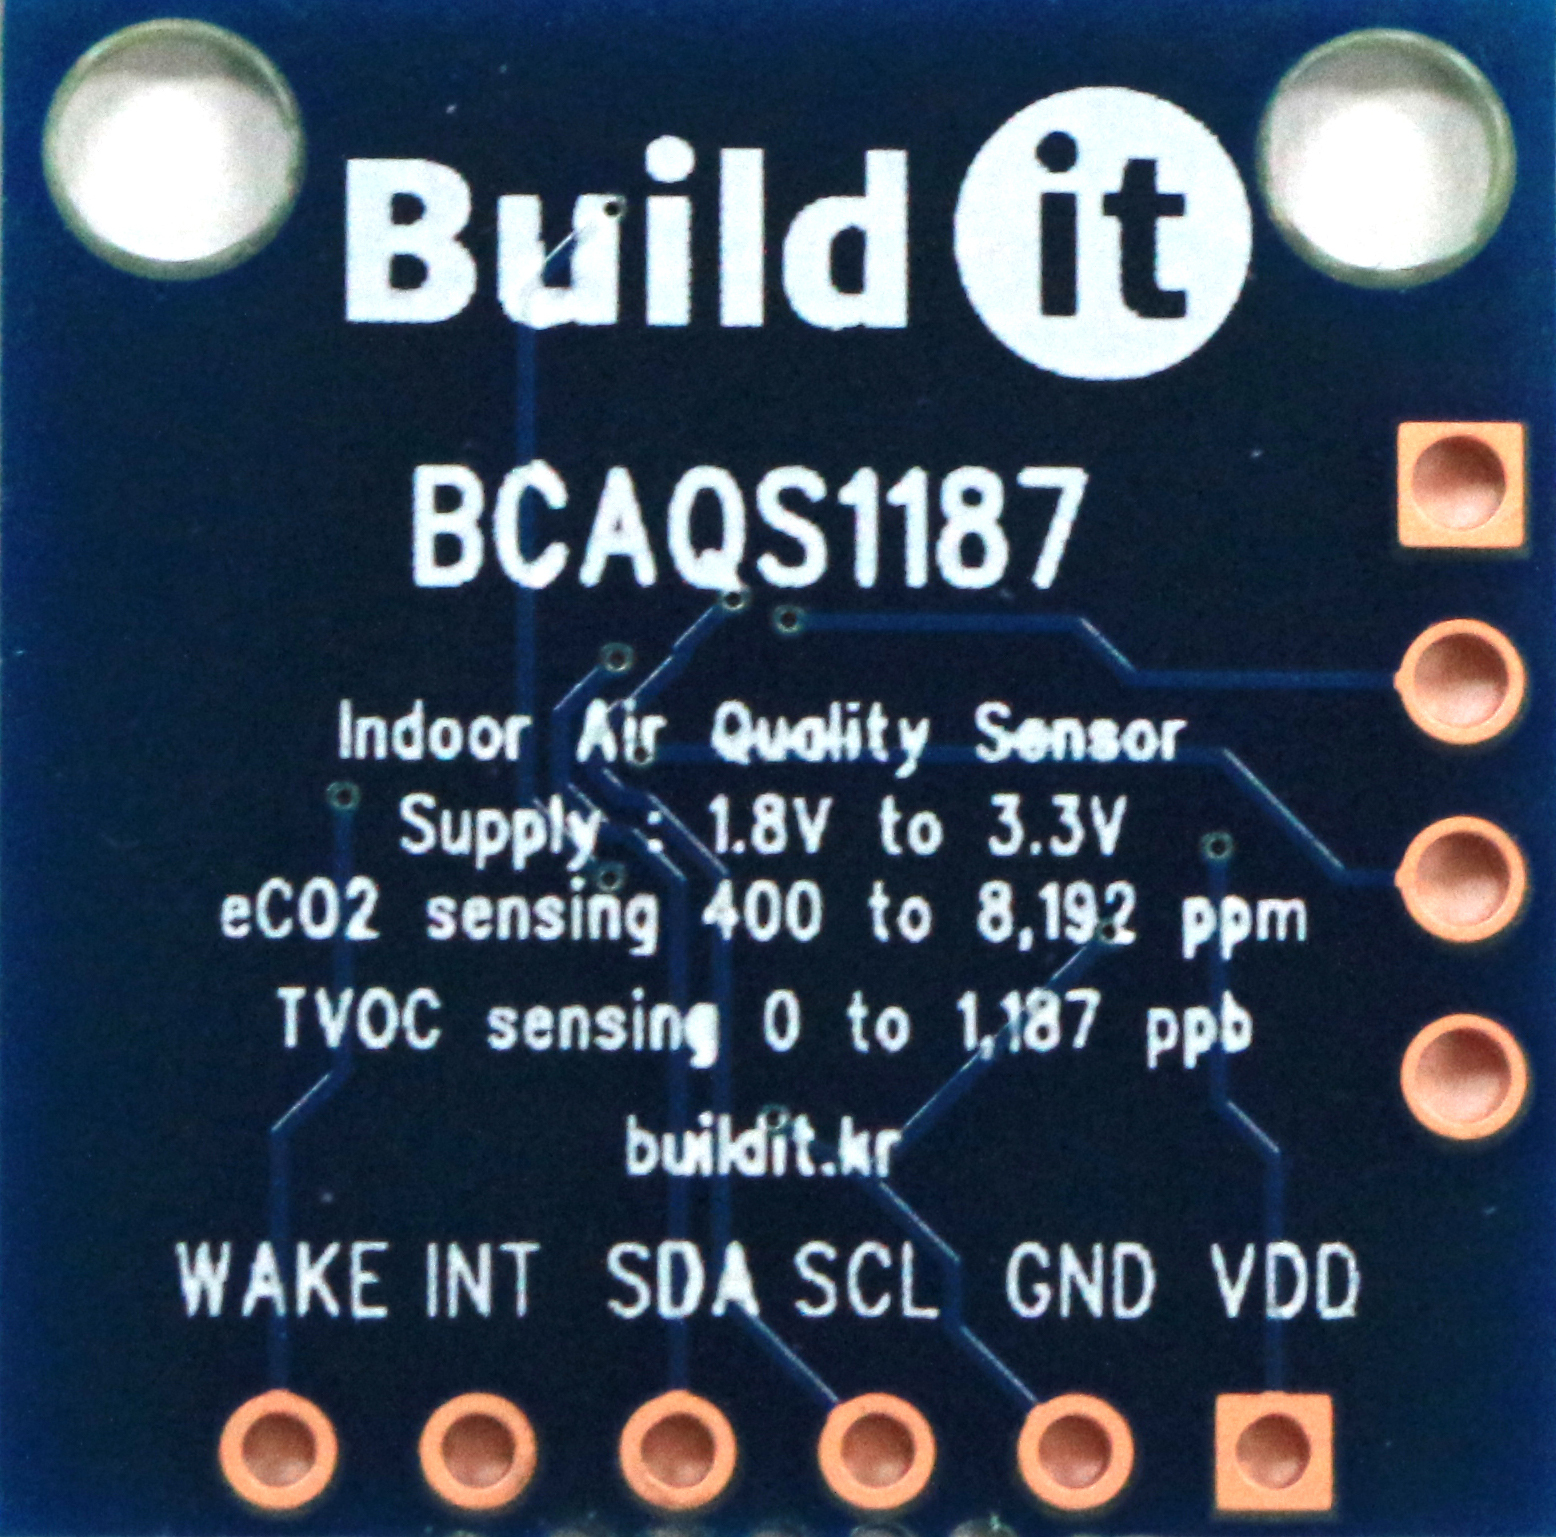 Build it
BCAQS1187
Indoor Air Quality Sensor
Supply : 1.8V to 3.3V
eCO2 sensing 400 to 8,192 ppm
TVOC sensing 0 to 1,187 ppb
buildit.kr
WAKE INT SDA SCL GND VDD